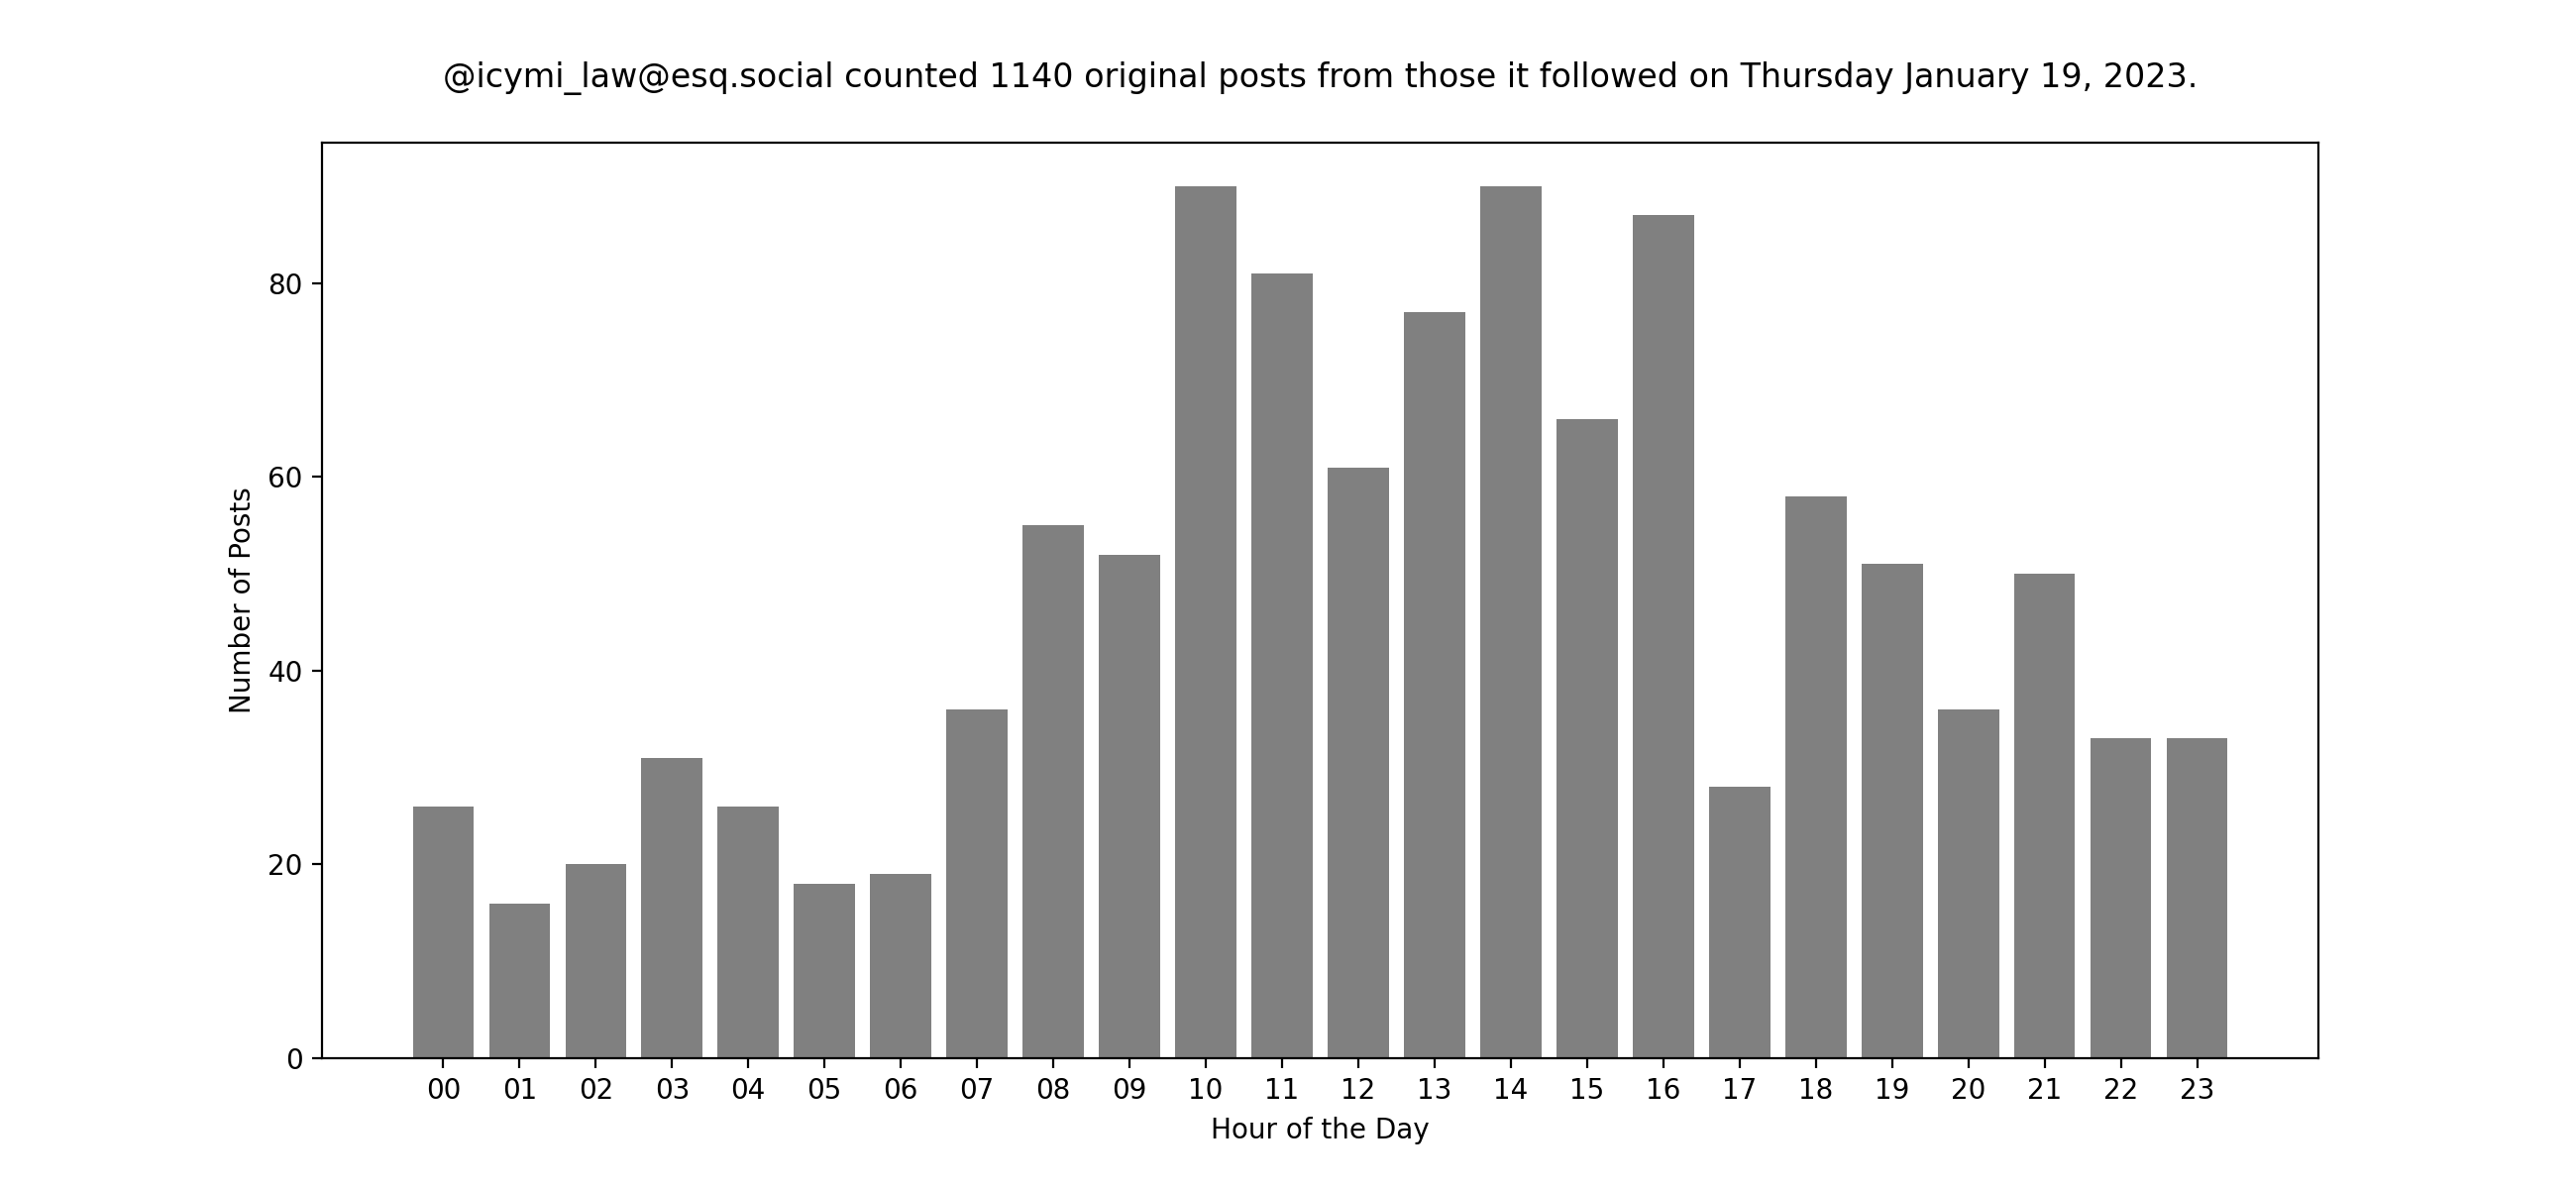 @icymi_law@esq.social counted 1140 original posts from those it followed on Thursday January 19, 2023.
Number of Posts
80
60
40
20
0
00 01 02 03 04 05 06 07 08 09 10 11 12 13 14 15 16 17 18 19 20 21 22 23
Hour of the Day